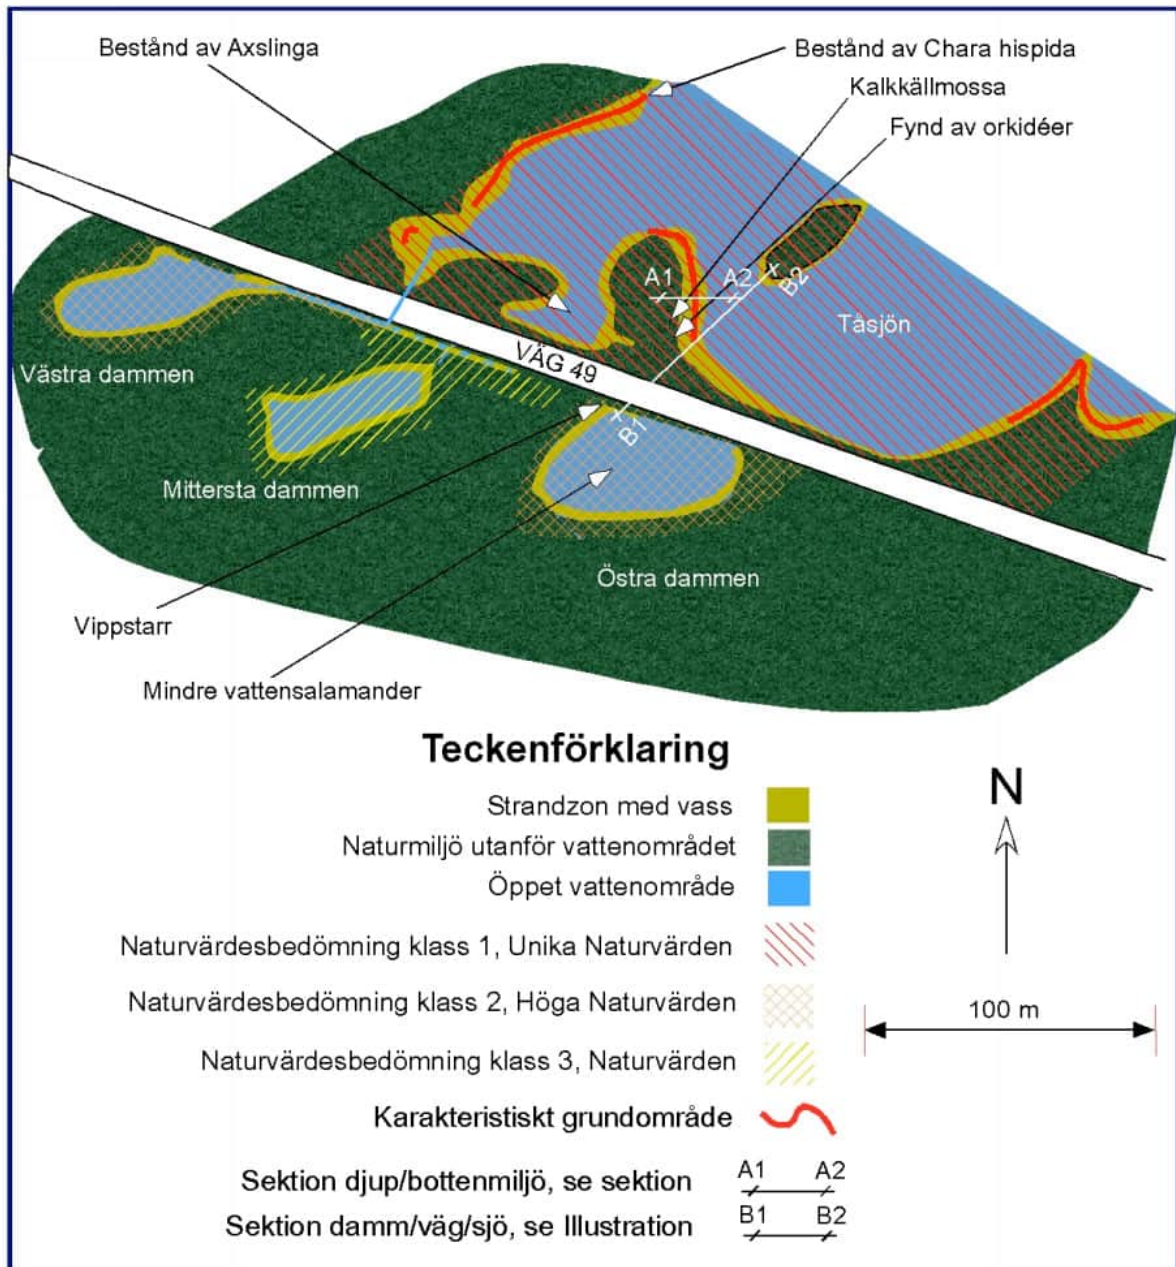 Bestånd av Axslinga
Bestånd av Chara hispida
Kalkkällmossa
Fynd av orkidéer
A1
A2
B2
Tåsjön
VÄG 49
Västra dammen
B1
Mittersta dammen
Östra dammen
Vippstarr
Mindre vattensalamander
Teckenförklaring
Strandzon med vass
Naturmiljö utanför vattenområdet
Öppet vattenområde
Naturvärdesbedömning klass 1, Unika Naturvärden
Naturvärdesbedömning klass 2, Höga Naturvärden
Naturvärdesbedömning klass 3, Naturvärden
Karakteristiskt grundområde
Sektion djup/bottenmiljö, se sektion
A1 A2
Sektion damm/väg/sjö, se Illustration
B1 B2
N
100 m